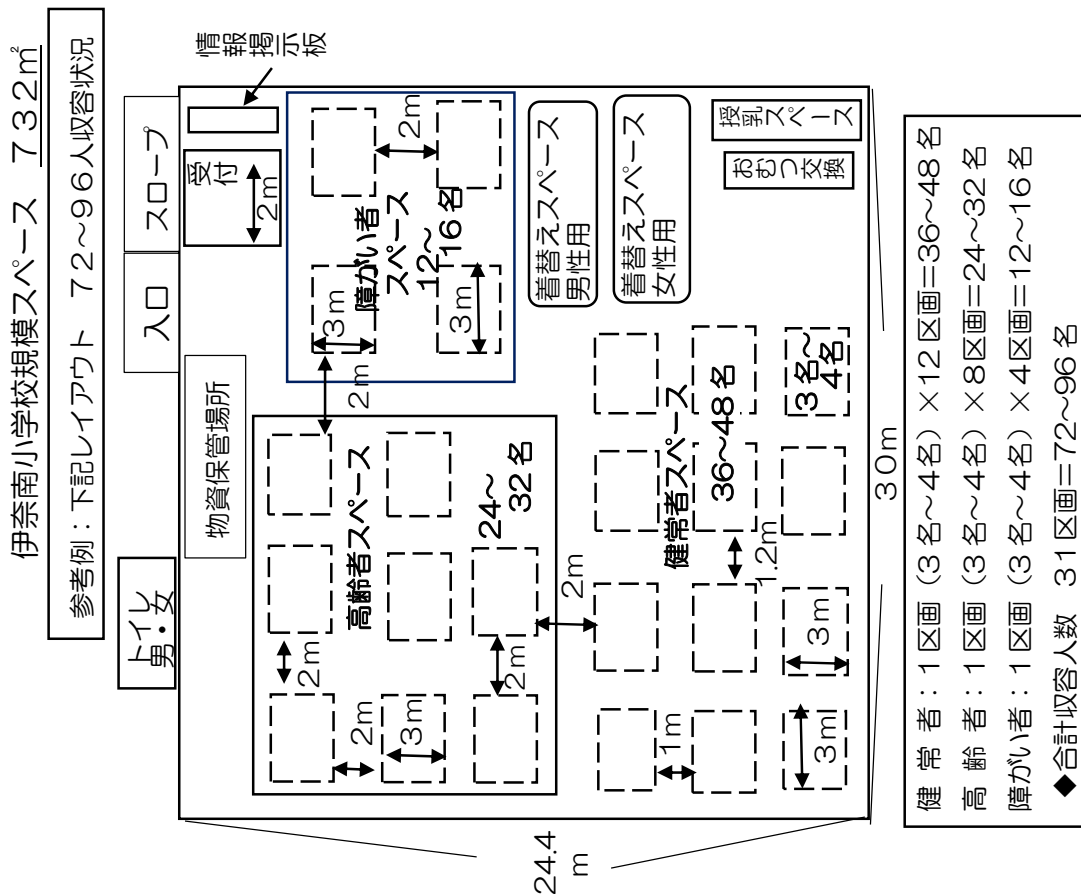 伊奈南小学校規模スペース　７３２㎡
参考例：下記レイアウト　７２～９６人収容状況
トイレ
男・女
入口
スロープ
情報掲示板
物資保管場所
受付
2m
高齢者スペース
24～
32名
2m
2m
3m
2m
2m
障がい者
スペース
12～
16名
3m
3m
2m
着替えスペース
男性用
着替えスペース
女性用
授乳スペース
おむつ交換
健常者スペース
36～48名
3名～
4名
2m
1m
1.2m
3m
3m
24.4
m
30m
健　常　者：１区画（３名～４名）×１２区画＝３６～４８名
高　齢　者：１区画（３名～４名）×８区画＝２４～３２名
障がい者：１区画（３名～４名）×４区画＝１２～１６名
◆合計収容人数　３１区画＝７２～９６名